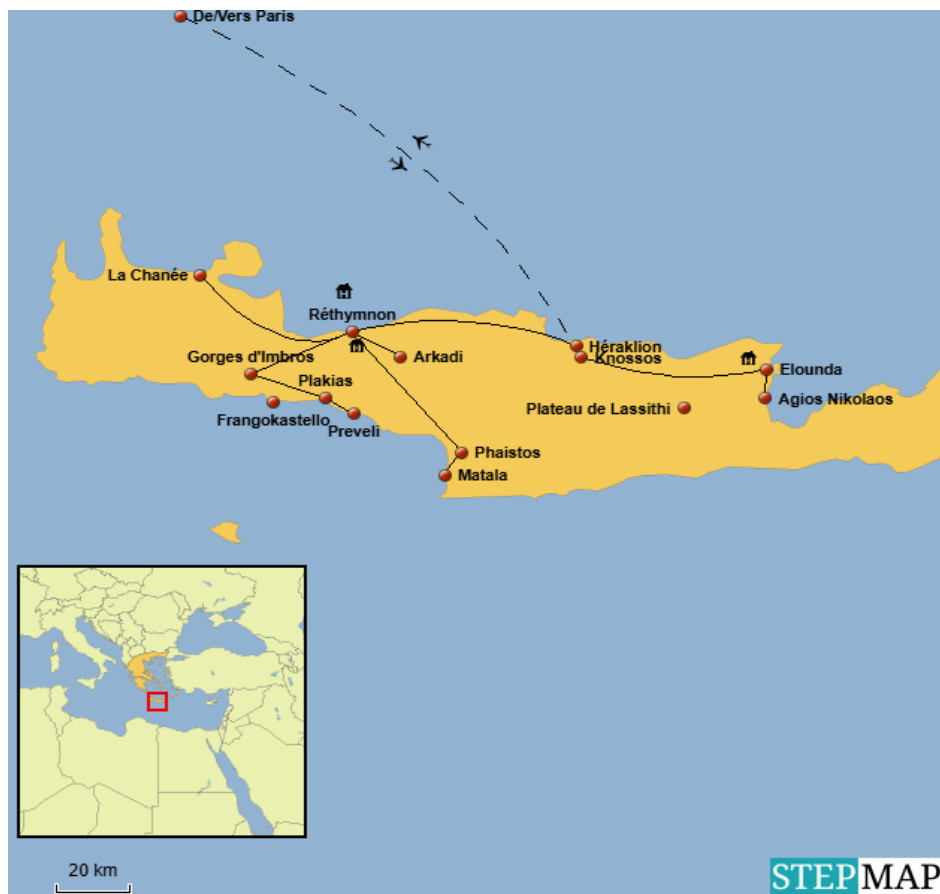 De/Vers Paris
La Chanée
H
Réthymnon
Héraklion
Knossos
Gorges d'Imbros
Arkadi
Elounda
Plakias
Agios Nikolaos
Frangokastello
Preveli
Plateau de Lassithi
Phaistos
Matala
20 km
STEPMAP